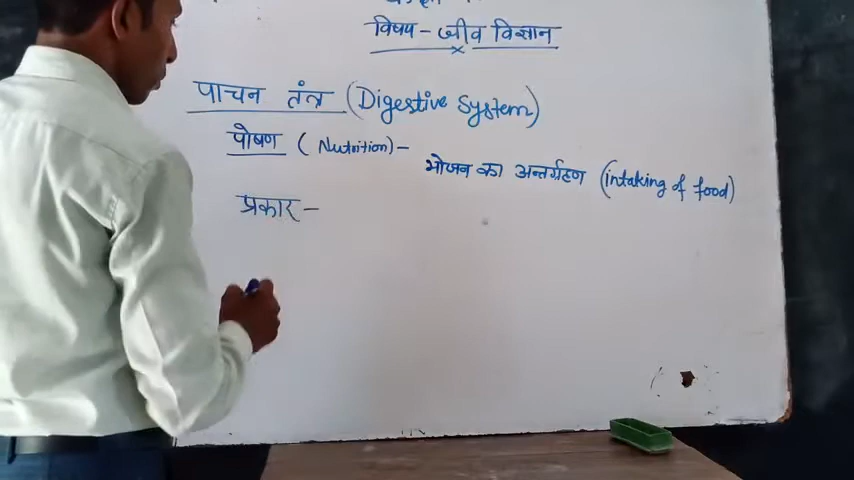 विषय - जीव विज्ञान
पाचन तंत्र (Digestive System)
पोषण (Nutrition) -
भोजन का अन्तर्ग्रहण (intaking of food)
प्रकार -